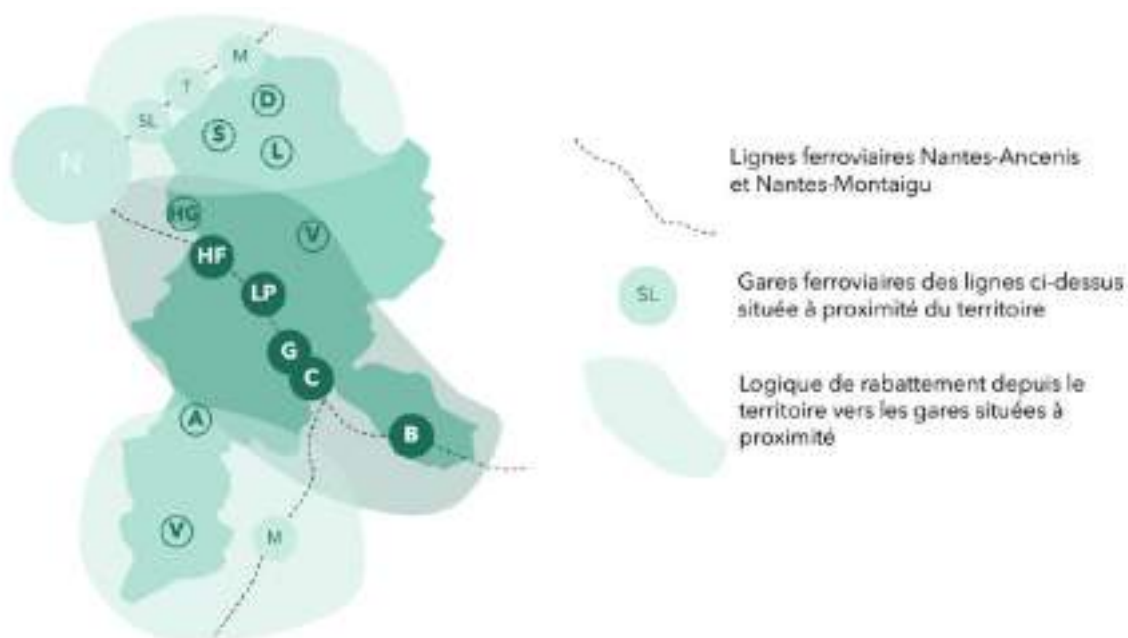 M
T
SL
D
S
L
N
HG
V
HF
LP
G
C
A
B
V
M
Lignes ferroviaires Nantes-Ancenis
et Nantes-Montaigu
SL
Gares ferroviaires des lignes ci-dessus
située à proximité du territoire
Logique de rabattement depuis le
territoire vers les gares situées à
proximité